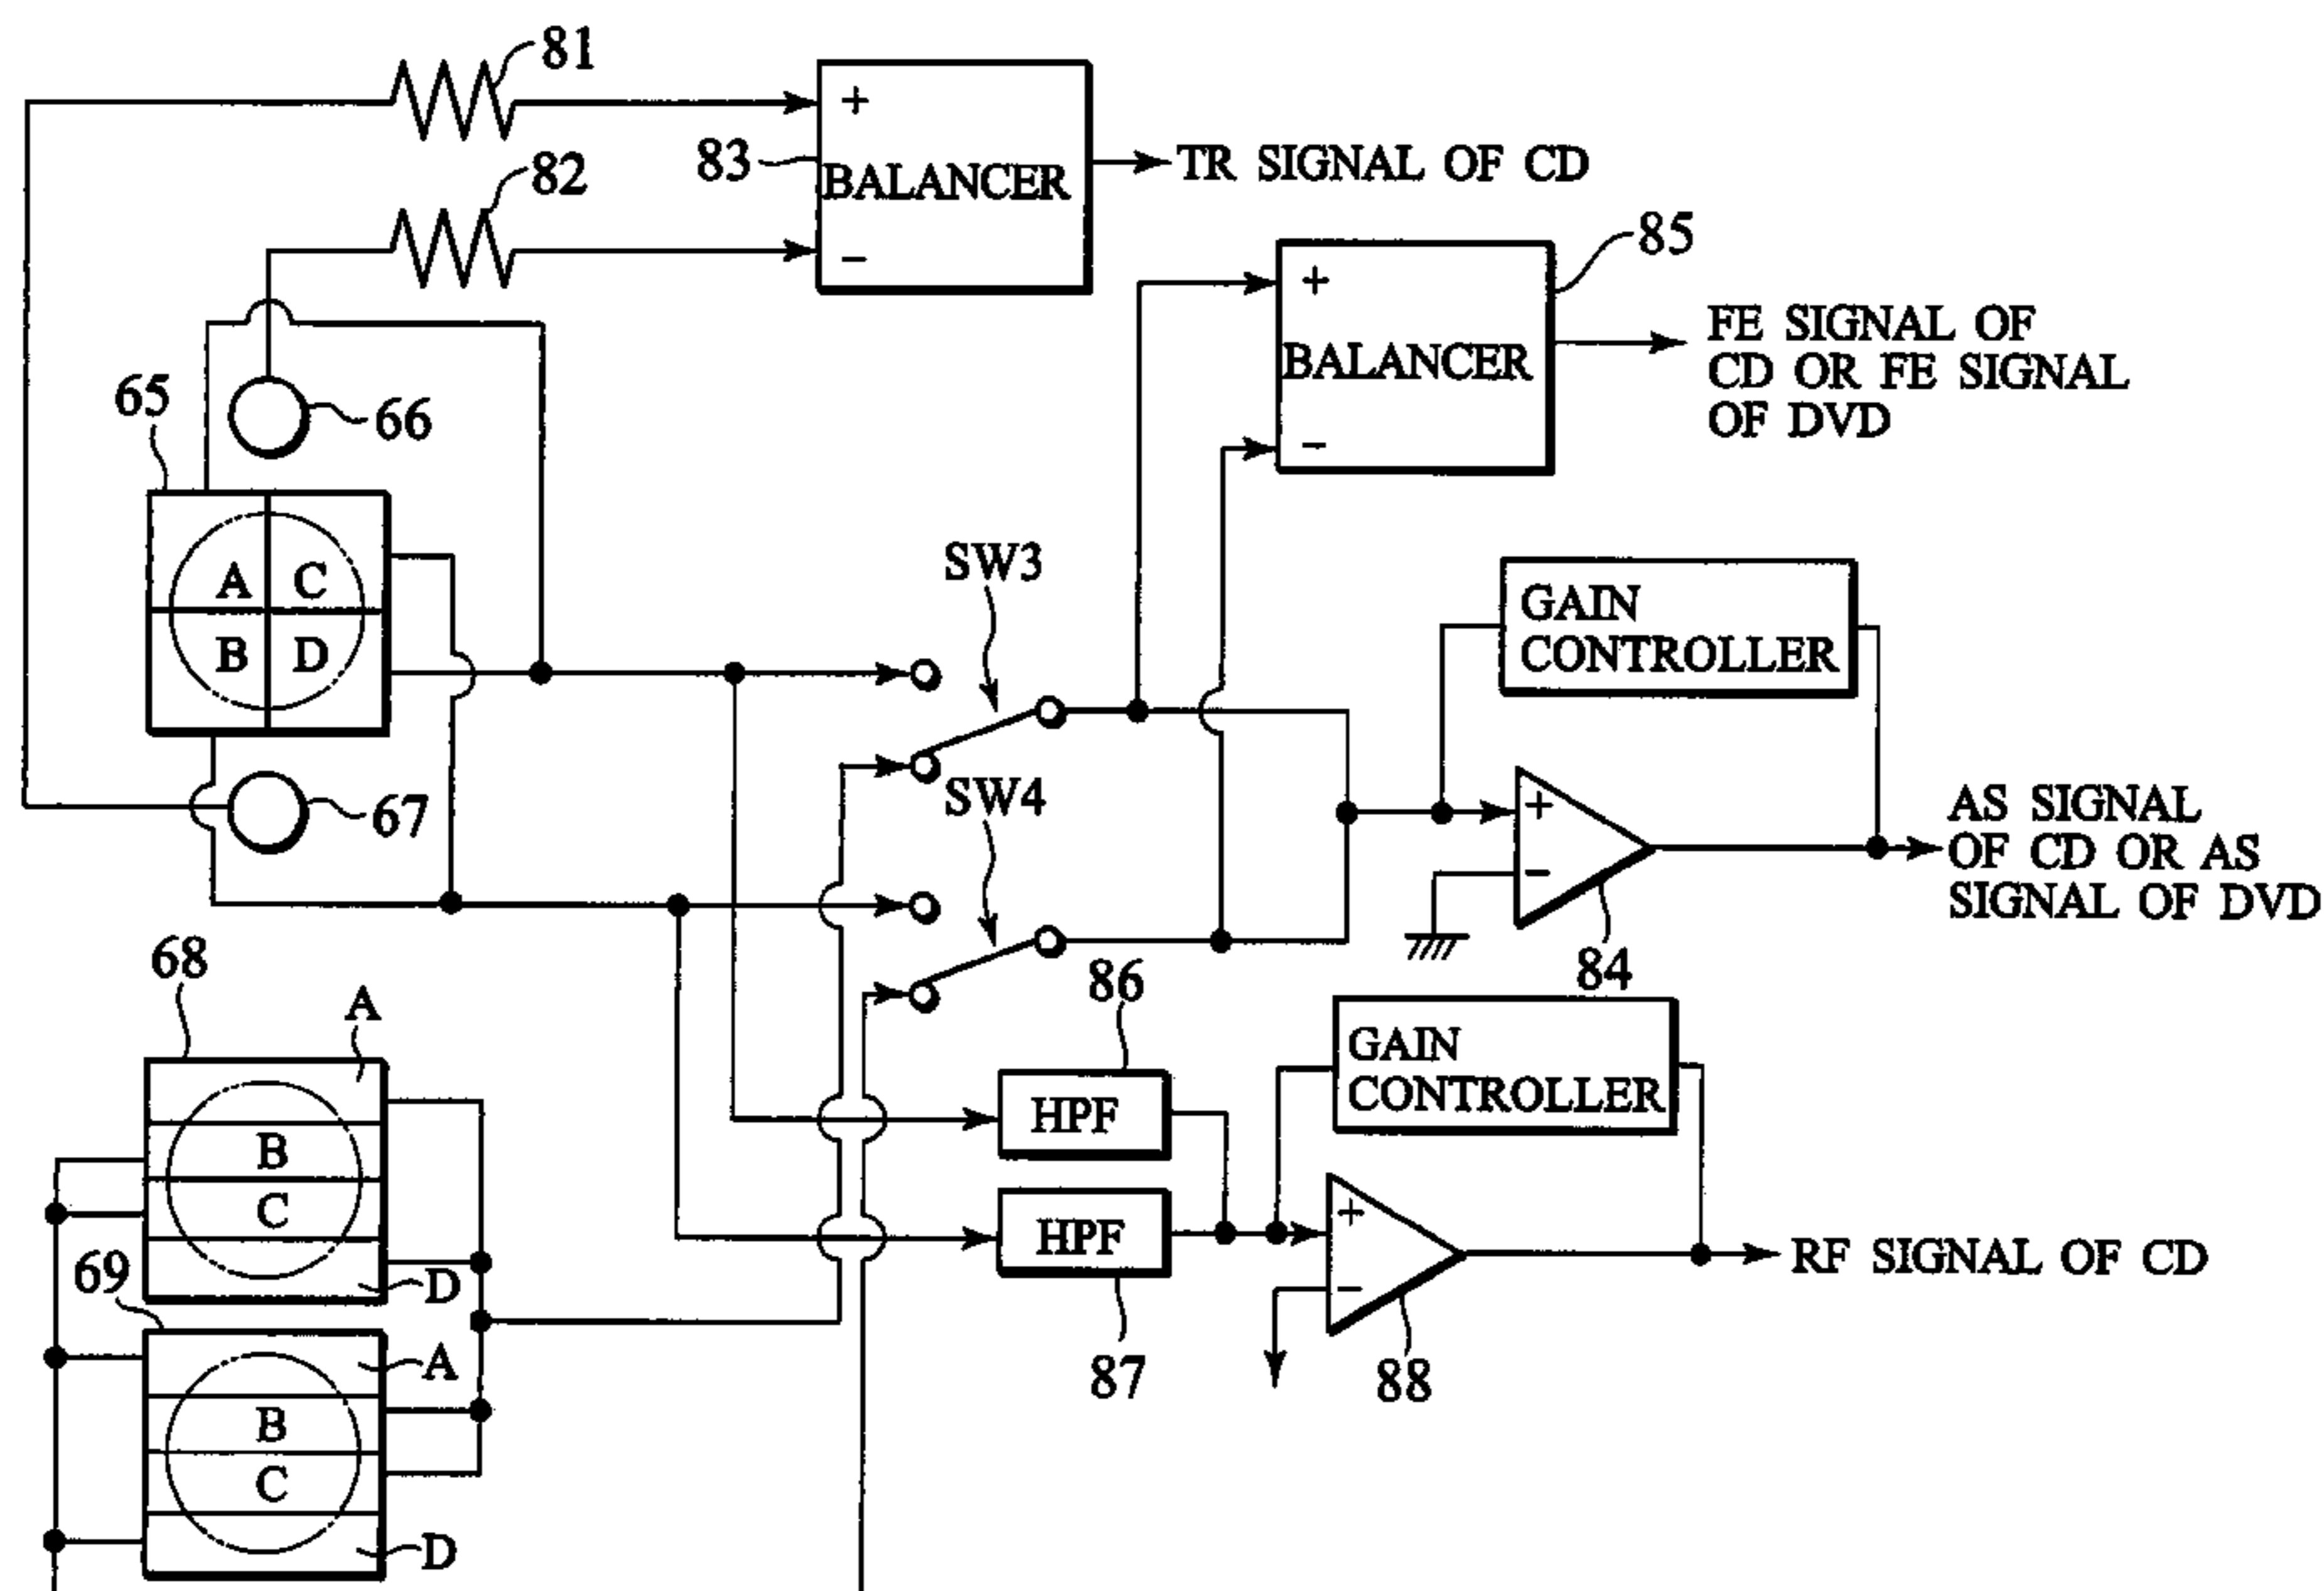 81
+
83
BALANCER
TR SIGNAL OF CD
82
−
85
+
BALANCER
FE SIGNAL OF
CD OR FE SIGNAL
OF DVD
−
65
66
A C
B D
SW3
GAIN
CONTROLLER
67
SW4
+
−
84
AS SIGNAL
OF CD OR AS
SIGNAL OF DVD
68
A
B
C
D
86
HPF
GAIN
CONTROLLER
HPF
87
+
−
88
RF SIGNAL OF CD
69
A
B
C
D